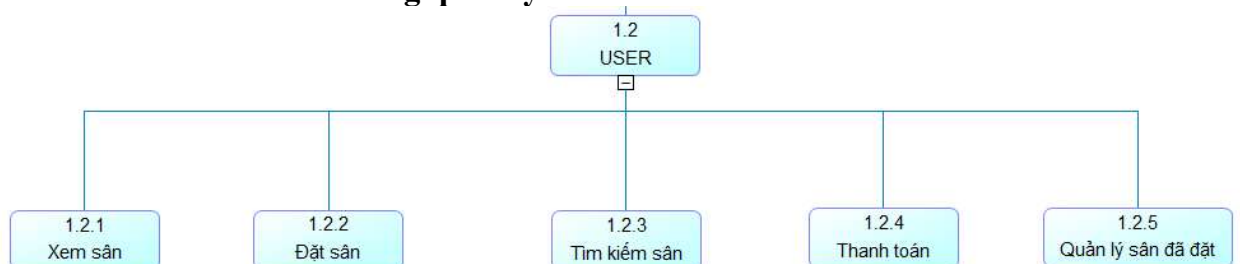 1.2
USER
1.2.1
Xem sân
1.2.2
Đặt sân
1.2.3
Tìm kiếm sân
1.2.4
Thanh toán
1.2.5
Quản lý sân đã đặt